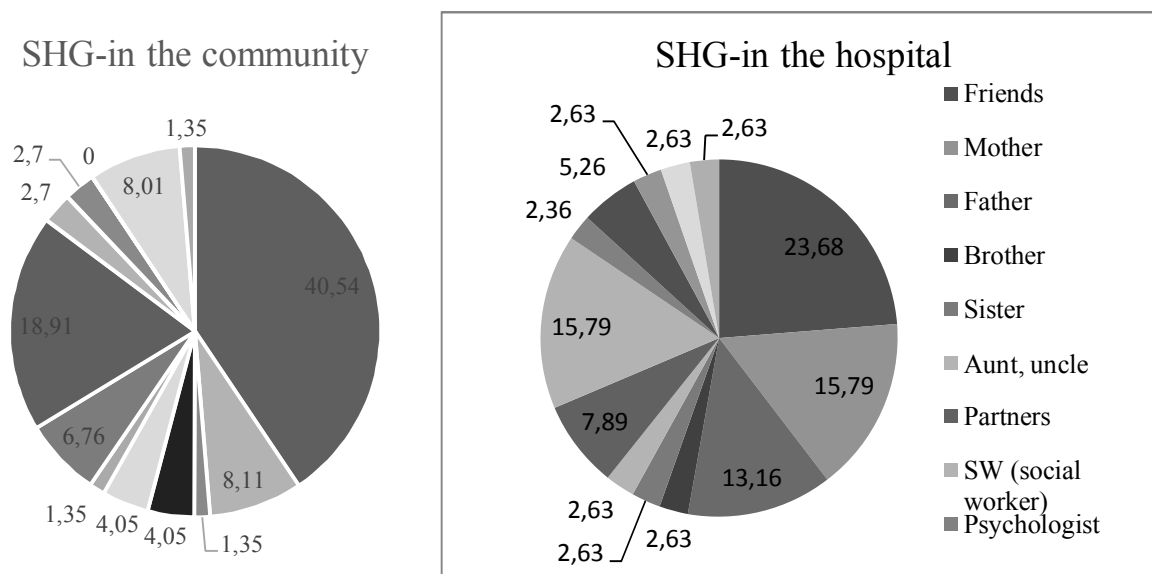 SHG-in the community
1,35
0
2,7
8,01
2,7
40,54
18,91
6,76
8,11
1,35
4,05
4,05
1,35
SHG-in the hospital
2,63
2,63
2,63
5,26
2,36
23,68
15,79
15,79
7,89
13,16
2,63
2,63
2,63
Friends
Mother
Father
Brother
Sister
Aunt, uncle
Partners
SW (social
worker)
Psychologist